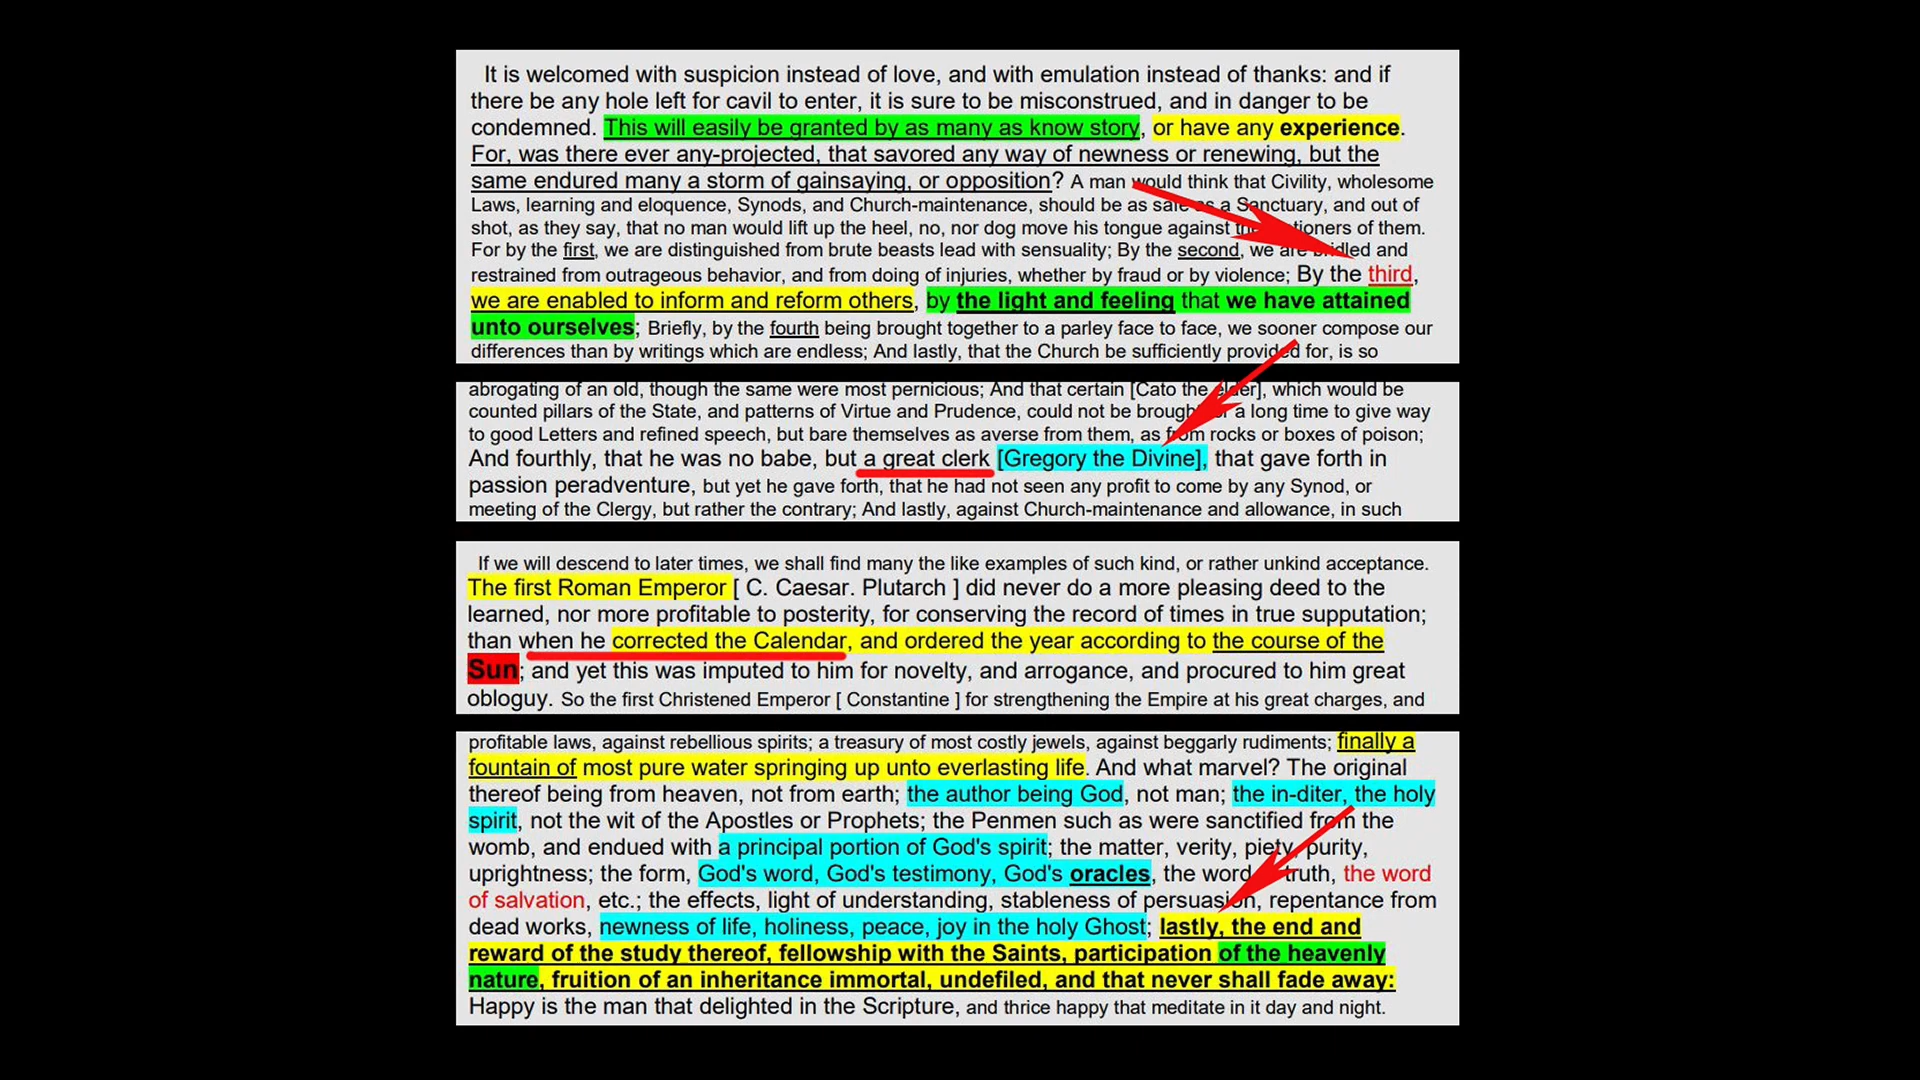 It is welcomed with suspicion instead of love, and with emulation instead of thanks: and if
there be any hole left for cavil to enter, it is sure to be misconstrued, and in danger to be
condemned. This will easily be granted by as many as know story, or have any experience.
For, was there ever any-projected, that savored any way of newness or renewing, but the
same endured many a storm of gainsaying, or opposition? A man would think that Civility, wholesome
Laws, learning and eloquence, Synods, and Church-maintenance, should be as safe as a Sanctuary, and out of
shot, as they say, that no man would lift up the heel, no, nor dog move his tongue against the tioners of them.
For by the first, we are distinguished from brute beasts lead with sensuality; By the second, we are bridled and
restrained from outrageous behavior, and from doing of injuries, whether by fraud or by violence; By the third,
we are enabled to inform and reform others, by the light and feeling that we have attained
unto ourselves; Briefly, by the fourth being brought together to a parley face to face, we sooner compose our
differences than by writings which are endless; And lastly, that the Church be sufficiently provided for, is so
abrogating of an old, though the same were most pernicious; And that certain [Cato the elder], which would be
counted pillars of the State, and patterns of Virtue and Prudence, could not be brought for a long time to give way
to good Letters and refined speech, but bare themselves as averse from them, as from rocks or boxes of poison;
And fourthly, that he was no babe, but a great clerk [Gregory the Divine], that gave forth in
passion peradventure, but yet he gave forth, that he had not seen any profit to come by any Synod, or
meeting of the Clergy, but rather the contrary; And lastly, against Church-maintenance and allowance, in such
If we will descend to later times, we shall find many the like examples of such kind, or rather unkind acceptance.
The first Roman Emperor [ C. Caesar. Plutarch ] did never do a more pleasing deed to the
learned, nor more profitable to posterity, for conserving the record of times in true supputation;
than when he corrected the Calendar, and ordered the year according to the course of the
Sun; and yet this was imputed to him for novelty, and arrogance, and procured to him great
obloguy. So the first Christened Emperor [ Constantine ] for strengthening the Empire at his great charges, and
profitable laws, against rebellious spirits; a treasury of most costly jewels, against beggarly rudiments; finally a
fountain of most pure water springing up unto everlasting life. And what marvel? The original
thereof being from heaven, not from earth; the author being God, not man; the in-diter, the holy
spirit, not the wit of the Apostles or Prophets; the Penmen such as were sanctified from the
womb, and endued with a principal portion of God's spirit; the matter, verity, piety, purity,
uprightness; the form, God's word, God's testimony, God's oracles, the word of truth, the word
of salvation, etc.; the effects, light of understanding, stableness of persuasion, repentance from
dead works, newness of life, holiness, peace, joy in the holy Ghost; lastly, the end and
reward of the study thereof, fellowship with the Saints, participation of the heavenly
nature, fruition of an inheritance immortal, undefiled, and that never shall fade away:
Happy is the man that delighted in the Scripture, and thrice happy that meditate in it day and night.